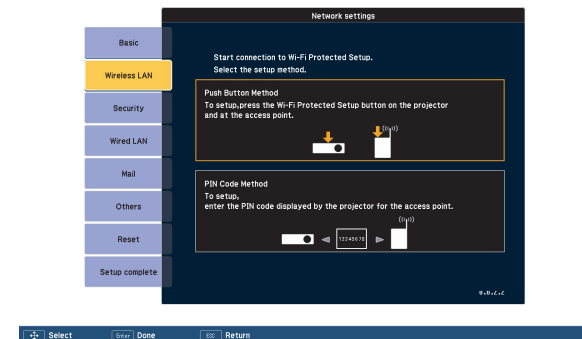 Network settings
Basic
Wireless LAN
Security
Wired LAN
Mail
Others
Reset
Setup complete
Start connection to Wi-Fi Protected Setup.
Select the setup method.
Push Button Method
To setup,press the Wi-Fi Protected Setup button on the projector
and at the access point.
PIN Code Method
To setup,
enter the PIN code displayed by the projector for the access point.
12345678
Select
Enter Done
ESC Return